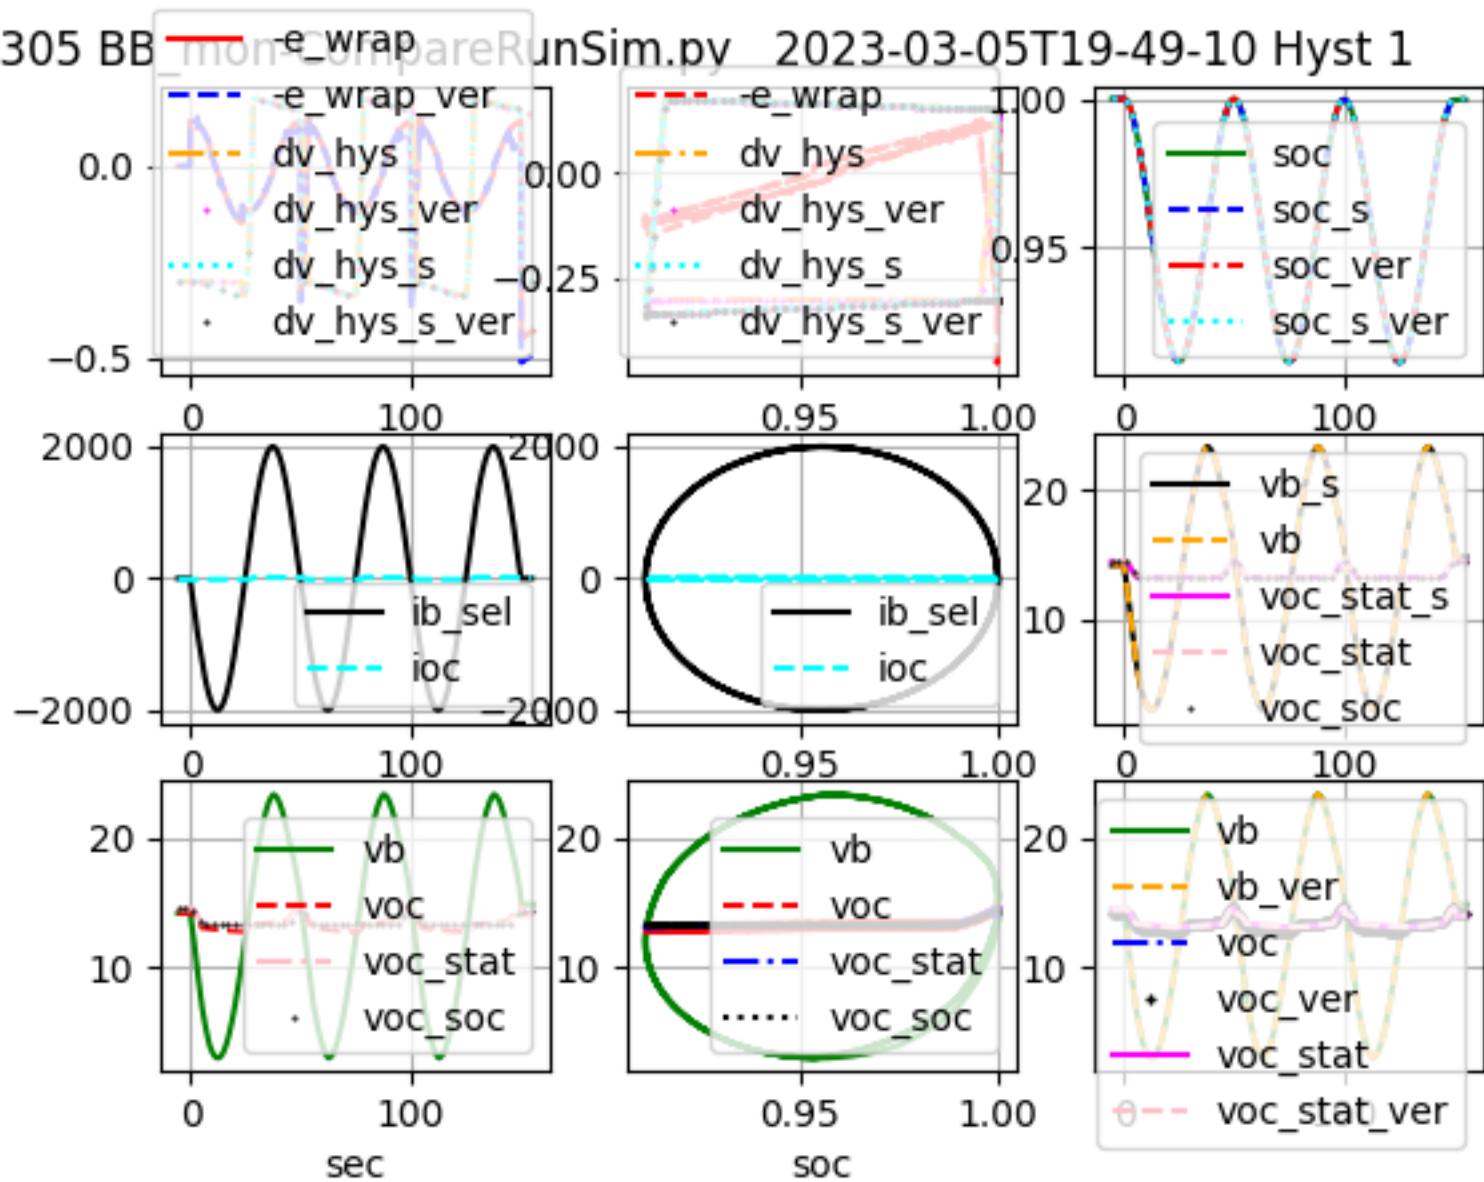 305 BB_mon-CompareRunSim.py 2023-03-05T19-49-10 Hyst 1
-e_wrap
-e_wrap_ver
dv_hys
dv_hys_ver
dv_hys_s
dv_hys_s_ver
0.0
−0.5
0
100
-e_wrap
dv_hys
dv_hys_ver
dv_hys_s
dv_hys_s_ver
0.00
−0.25
0.95
1.00
soc
soc_s
soc_ver
soc_s_ver
1.00
0.95
0
100
2000
0
−2000
ib_sel
ioc
0
100
2000
0
−2000
ib_sel
ioc
0.95
1.00
20
10
vb_s
vb
voc_stat_s
voc_stat
voc_soc
0
100
20
10
vb
voc
voc_stat
voc_soc
0
100
sec
20
10
vb
voc
voc_stat
voc_soc
0.95
1.00
soc
20
10
vb
vb_ver
voc
voc_ver
voc_stat
voc_stat_ver
0